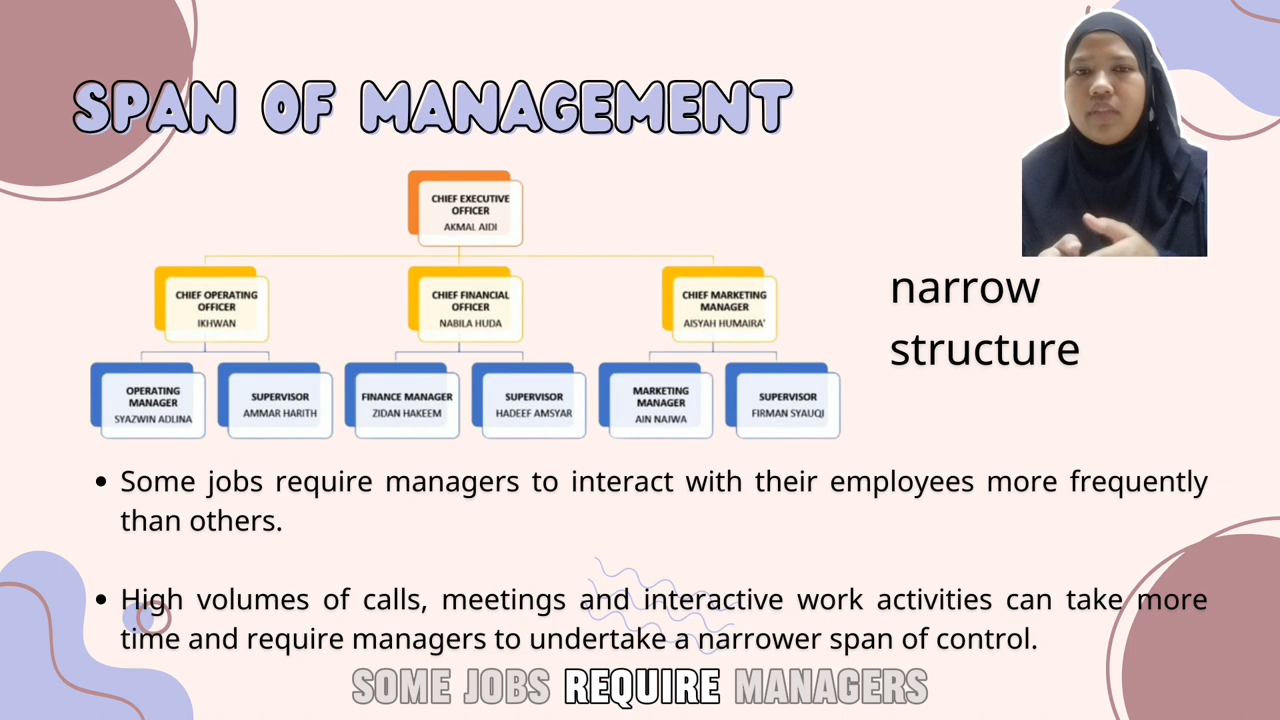 SPAN OF MANAGEMENT
CHIEF EXECUTIVE
OFFICER
AKMAL AIDI
CHIEF OPERATING
OFFICER
IKHWAN
CHIEF FINANCIAL
OFFICER
NABILA HUDA
CHIEF MARKETING
MANAGER
AISYAH HUMAIRA'
narrow
structure
OPERATING
MANAGER
SYAZWIN ADLINA
SUPERVISOR
AMMAR HARITH
FINANCE MANAGER
ZIDAN HAKEEM
SUPERVISOR
HADEEF AMSYAR
MARKETING
MANAGER
AIN NAJWA
SUPERVISOR
FIRMAN SYAUQI
• Some jobs require managers to interact with their employees more frequently
than others.
• High volumes of calls, meetings and interactive work activities can take more
time and require managers to undertake a narrower span of control.
SOME JOBS REQUIRE MANAGERS